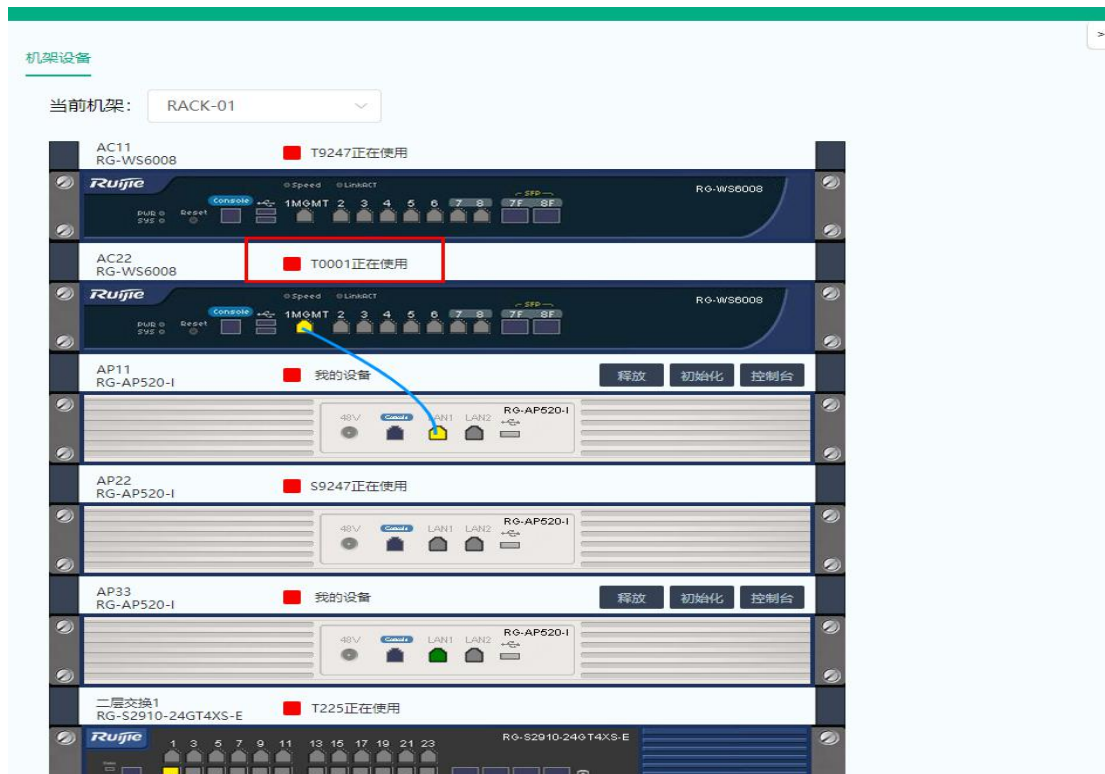 >
机架设备
当前机架： RACK-01
AC11
RG-WS6008
T9247正在使用
Ruijie
Speed LinkACT
SFP
RG-WS6008
Console 1MGMT 2 3 4 5 6 7 8 7F 8F
PWR Reset
SYS
AC22
RG-WS6008
T0001正在使用
Ruijie
Speed LinkACT
SFP
RG-WS6008
Console 1MGMT 2 3 4 5 6 7 8 7F 8F
PWR Reset
SYS
AP11
RG-AP520-I
我的设备
释放 初始化 控制台
48V Console LAN1 LAN2 RG-AP520-I
AP22
RG-AP520-I
S9247正在使用
48V Console LAN1 LAN2 RG-AP520-I
AP33
RG-AP520-I
我的设备
释放 初始化 控制台
48V Console LAN1 LAN2 RG-AP520-I
二层交换1
RG-S2910-24GT4XS-E
T225正在使用
Ruijie
1 3 5 7 9 11 13 15 17 19 21 23
RG-S2910-24GT4XS-E